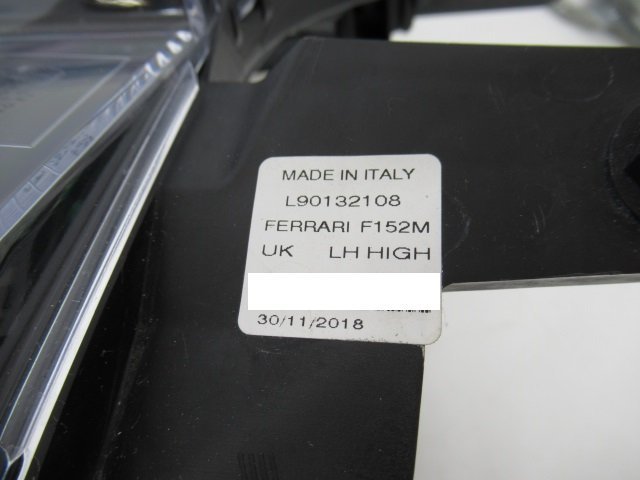 MADE IN ITALY
L90132108
FERRARI F152M
UK LH HIGH
30/11/2018